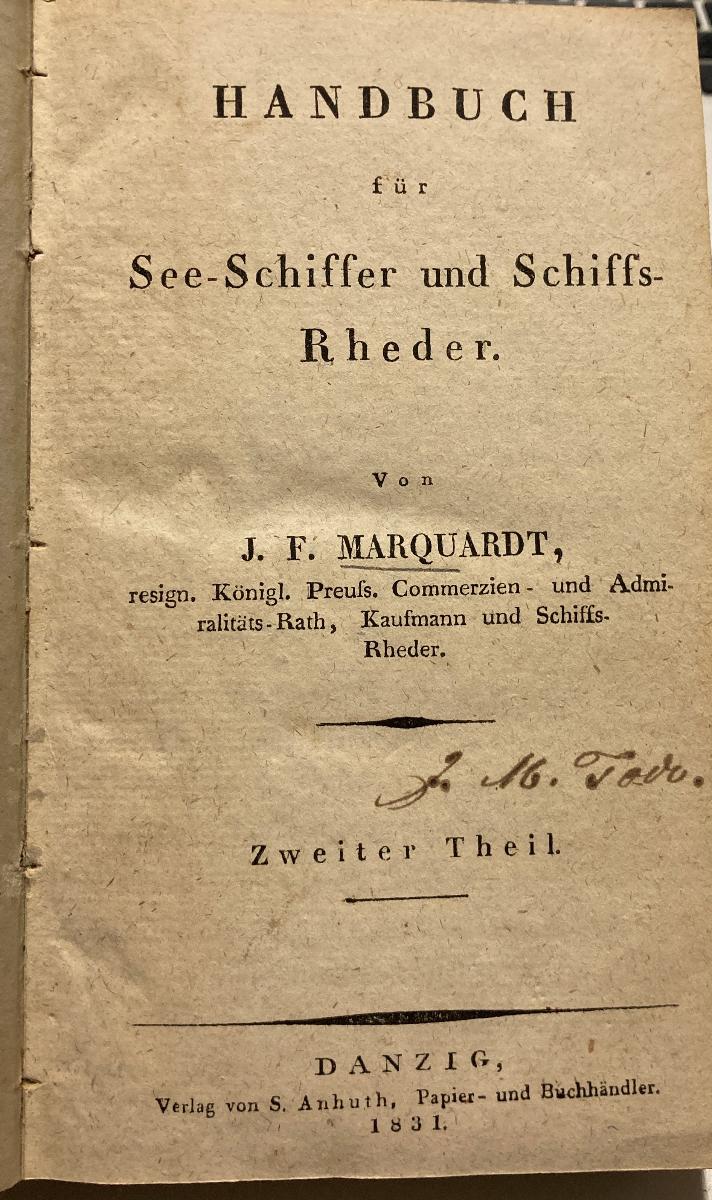 HANDBUCH
für
See-Schiffer und Schiffs-
Rheder.
Von
J. F. MARQUARDT,
resign. Königl. Preuſs. Commerzien- und Admi-
ralitäts-Rath, Kaufmann und Schiffs-
Rheder.
J. M.
Zweiter Theil.
DANZIG,
Verlag von S. Anhuth, Papier- und Buchhändler.
1831.